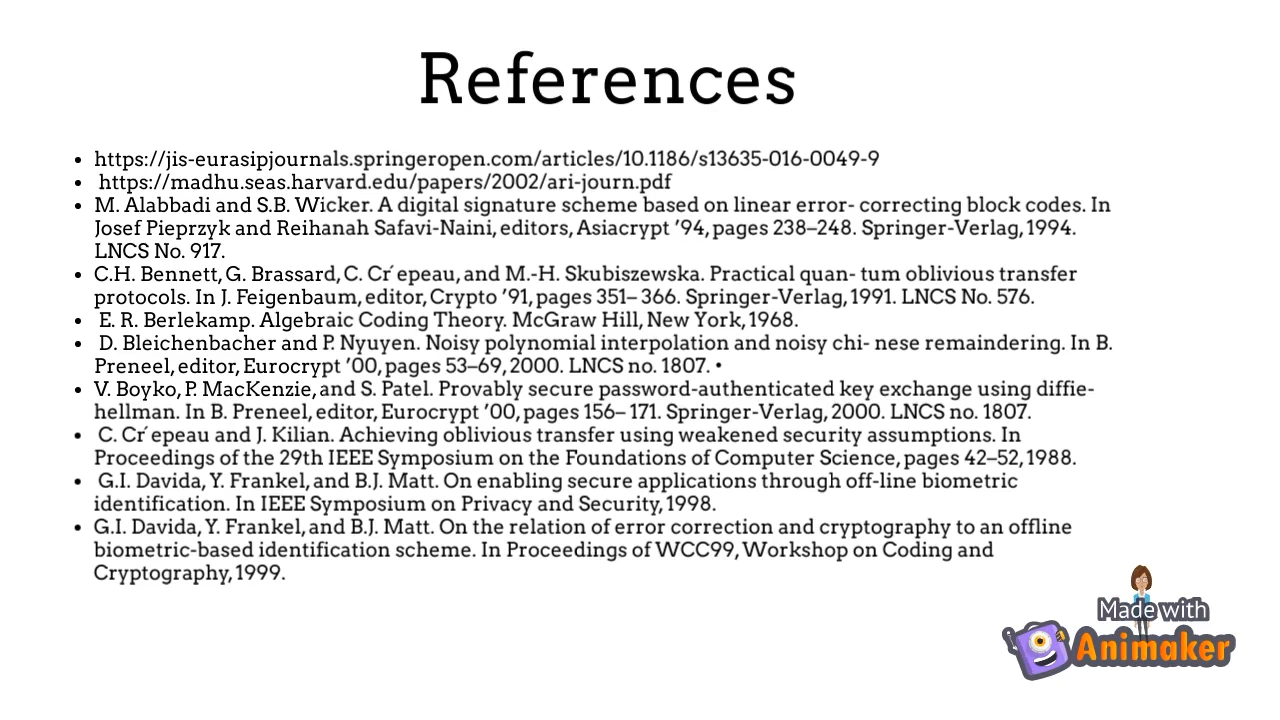 References
• https://jis-eurasipjournals.springeropen.com/articles/10.1186/s13635-016-0049-9
• https://madhu.seas.harvard.edu/papers/2002/ari-journ.pdf
• M. Alabbadi and S.B. Wicker. A digital signature scheme based on linear error- correcting block codes. In
Josef Pieprzyk and Reihanah Safavi-Naini, editors, Asiacrypt ’94, pages 238–248. Springer-Verlag, 1994.
LNCS No. 917.
• C.H. Bennett, G. Brassard, C. Cr´epeau, and M.-H. Skubiszewska. Practical quan- tum oblivious transfer
protocols. In J. Feigenbaum, editor, Crypto ’91, pages 351– 366. Springer-Verlag, 1991. LNCS No. 576.
• E. R. Berlekamp. Algebraic Coding Theory. McGraw Hill, New York, 1968.
• D. Bleichenbacher and P. Nyuyen. Noisy polynomial interpolation and noisy chi- nese remaindering. In B.
Preneel, editor, Eurocrypt ’00, pages 53–69, 2000. LNCS no. 1807. •
• V. Boyko, P. MacKenzie, and S. Patel. Provably secure password-authenticated key exchange using diffie-
hellman. In B. Preneel, editor, Eurocrypt ’00, pages 156– 171. Springer-Verlag, 2000. LNCS no. 1807.
• C. Cr´epeau and J. Kilian. Achieving oblivious transfer using weakened security assumptions. In
Proceedings of the 29th IEEE Symposium on the Foundations of Computer Science, pages 42–52, 1988.
• G.I. Davida, Y. Frankel, and B.J. Matt. On enabling secure applications through off-line biometric
identification. In IEEE Symposium on Privacy and Security, 1998.
• G.I. Davida, Y. Frankel, and B.J. Matt. On the relation of error correction and cryptography to an offline
biometric-based identification scheme. In Proceedings of WCC99, Workshop on Coding and
Cryptography, 1999.
Made with
Animaker